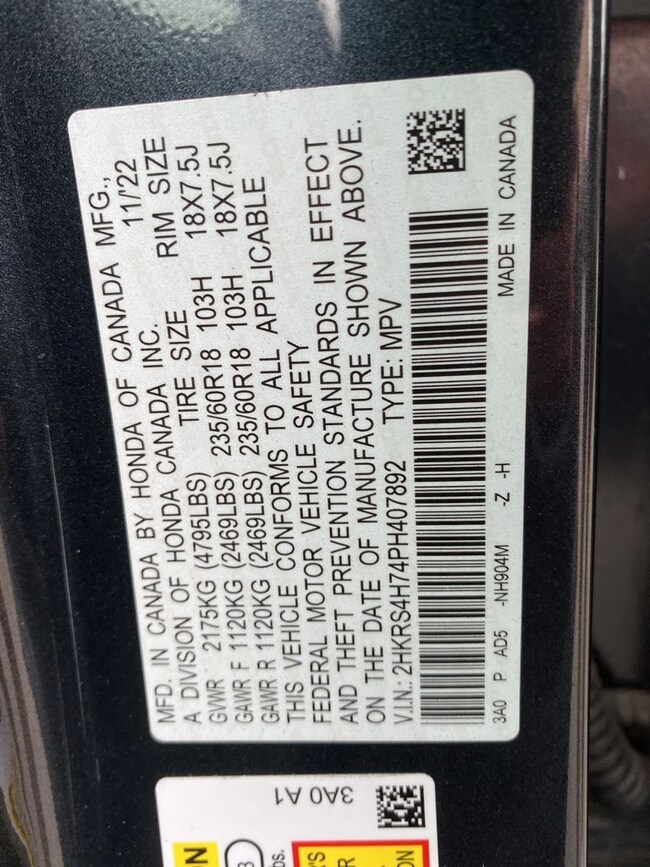 MFD. IN CANADA BY HONDA OF CANADA MFG.,
A DIVISION OF HONDA CANADA INC. 11/'22
TIRE SIZE RIM SIZE
GVWR 2175KG (4795LBS)
GAWR F 1120KG (2469LBS) 235/60R18 103H 18X7.5J
GAWR R 1120KG (2469LBS) 235/60R18 103H 18X7.5J
THIS VEHICLE CONFORMS TO ALL APPLICABLE
FEDERAL MOTOR VEHICLE SAFETY
AND THEFT PREVENTION STANDARDS IN EFFECT
ON THE DATE OF MANUFACTURE SHOWN ABOVE.
V.I.N.: 2HKRS4H74PH407892 TYPE: MPV
3A0 P AD5 -NH904M -Z -H MADE IN CANADA
3A0 A1